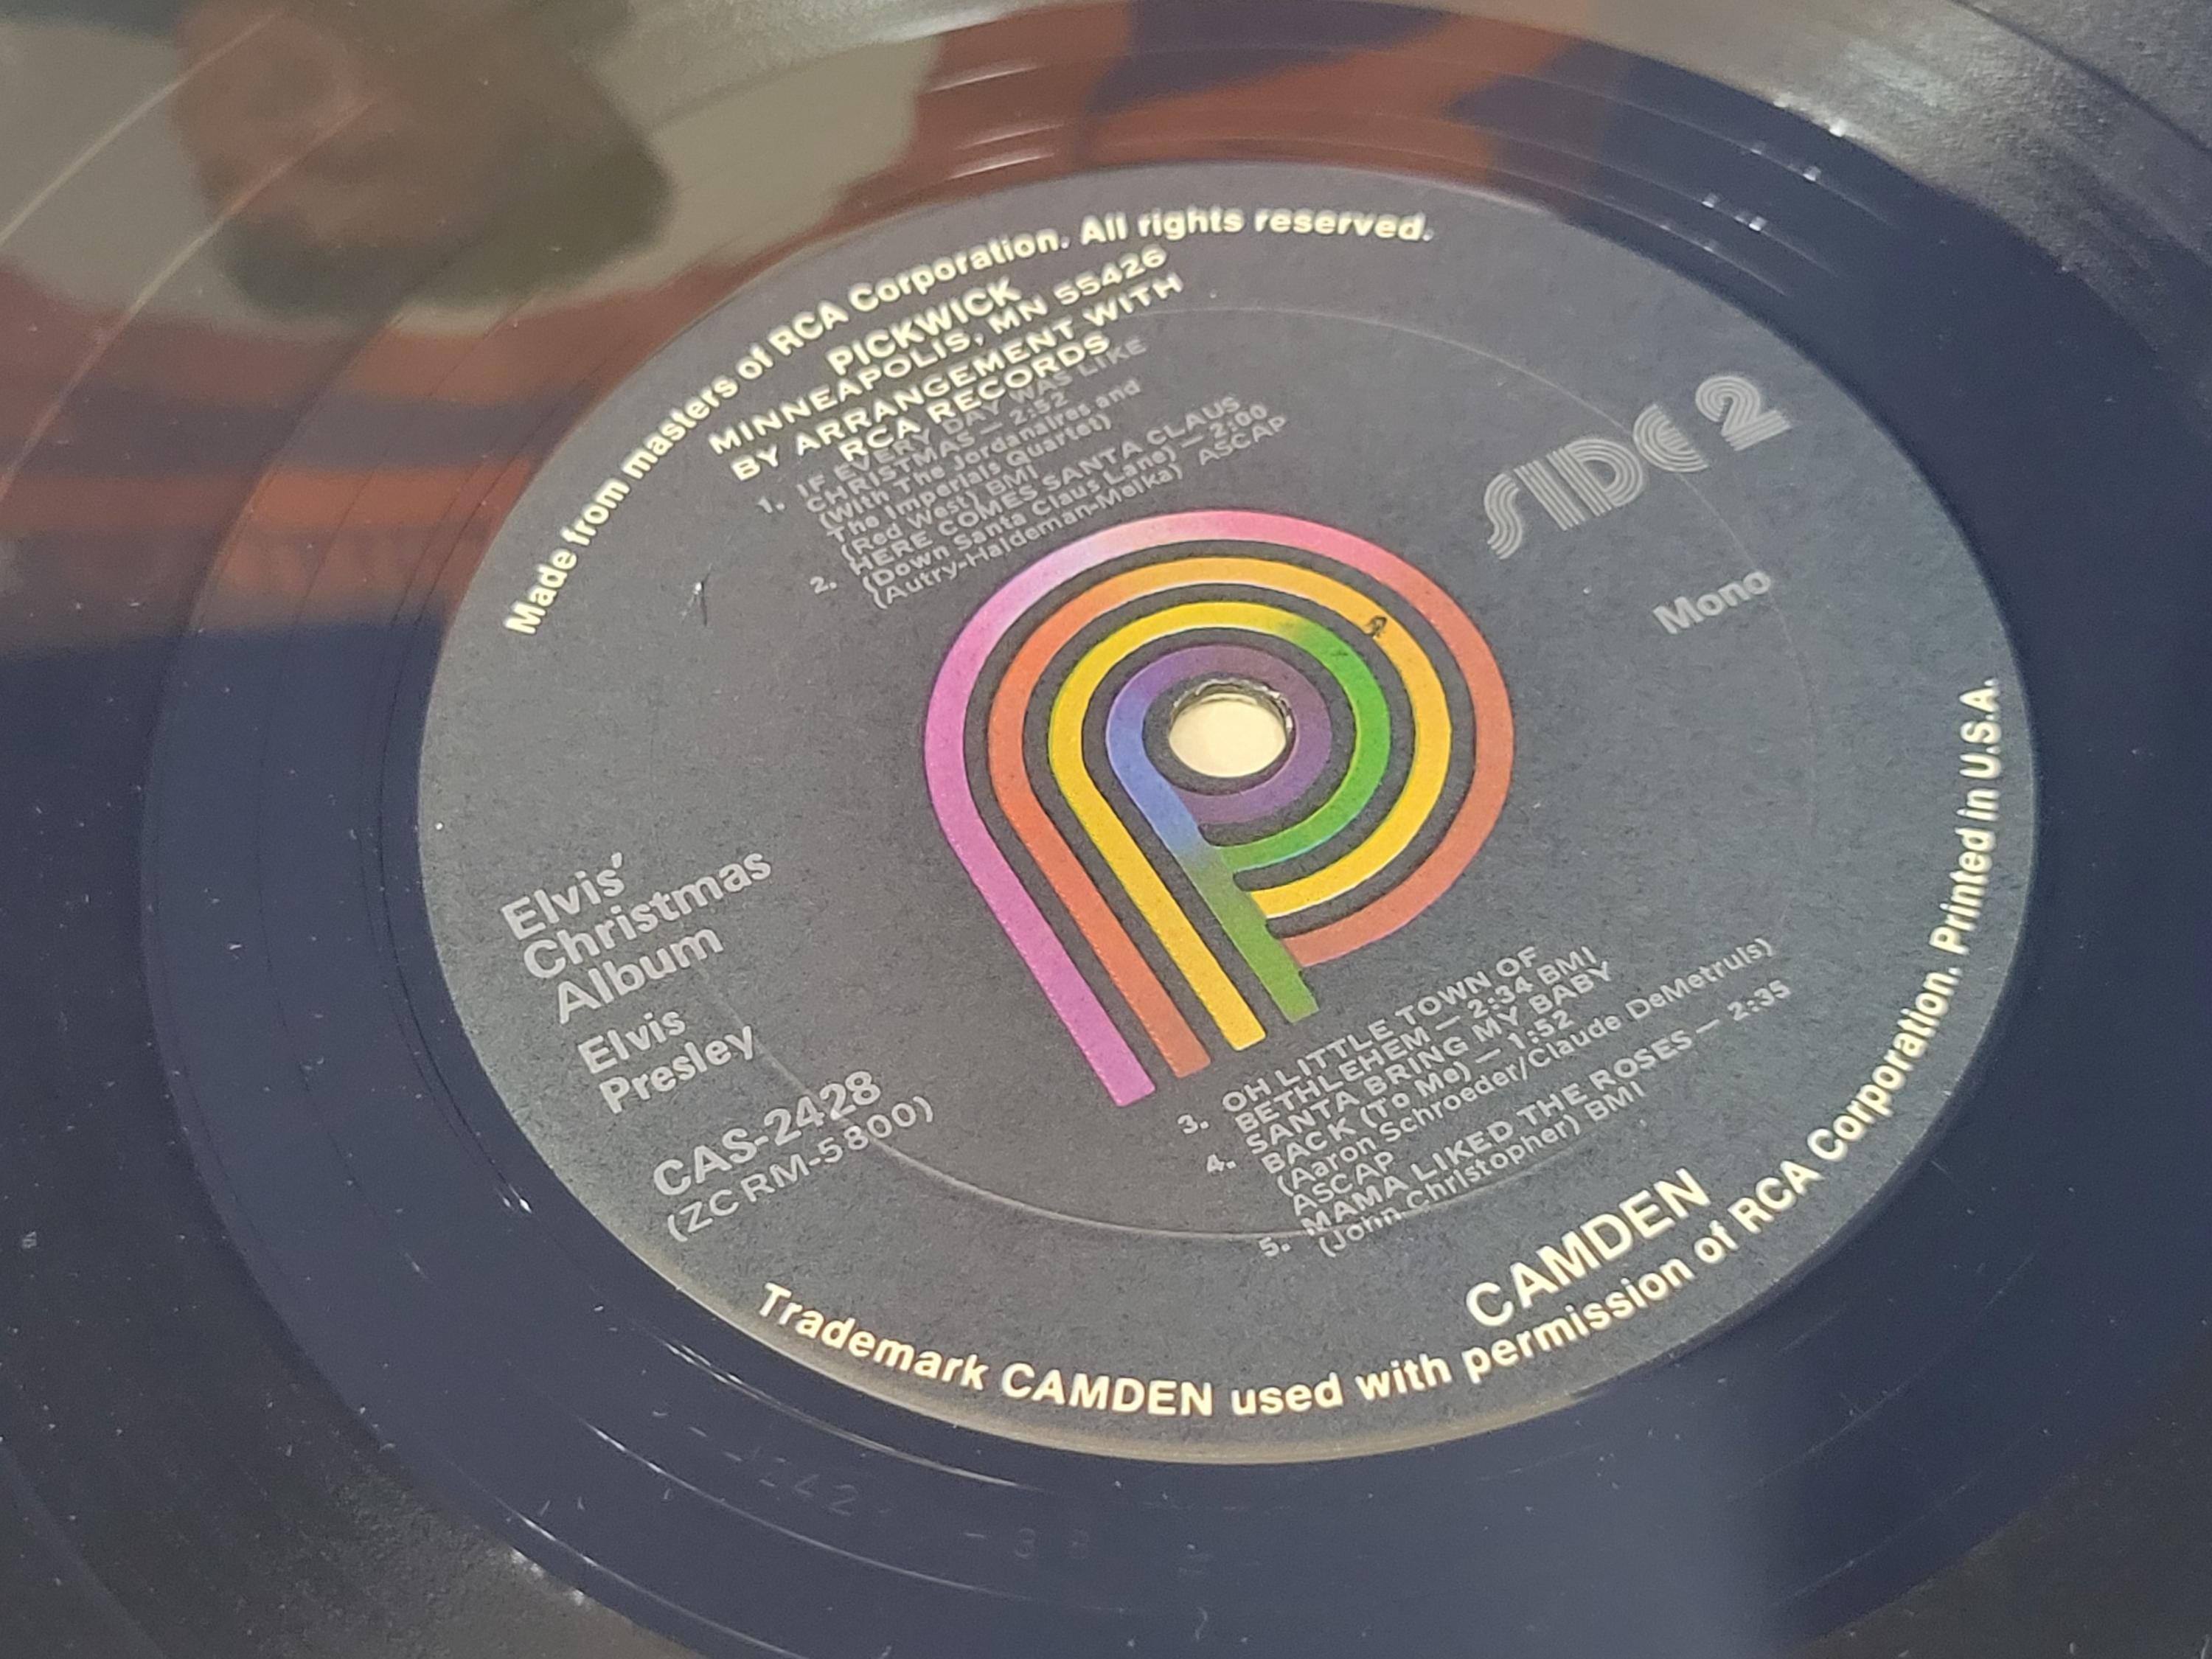 Made from masters of RCA Corporation. All rights reserved.
PICKWICK
MINNEAPOLIS, MN 55426
BY ARRANGEMENT WITH
RCA RECORDS
1. IF EVERY DAY WAS LIKE
CHRISTMAS — 2:52
(With The Jordanaires and
The Imperials Quartet)
(Red West) BMI
2. HERE COMES SANTA CLAUS
(Down Santa Claus Lane) — 2:00
(Autry-Haldeman-Melka) ASCAP
SIDE 2
Mono
Elvis'
Christmas
Album
Elvis
Presley
CAS-2428
(ZCRM-5800)
3. OH LITTLE TOWN OF
BETHLEHEM — 2:34 BMI
4. SANTA BRING MY BABY
BACK (To Me) — 1:52
(Aaron Schroeder/Claude DeMetruis)
ASCAP
5. MAMA LIKED THE ROSES — 2:35
(John Christopher) BMI
CAMDEN
Trademark CAMDEN used with permission of RCA Corporation. Printed in U.S.A.